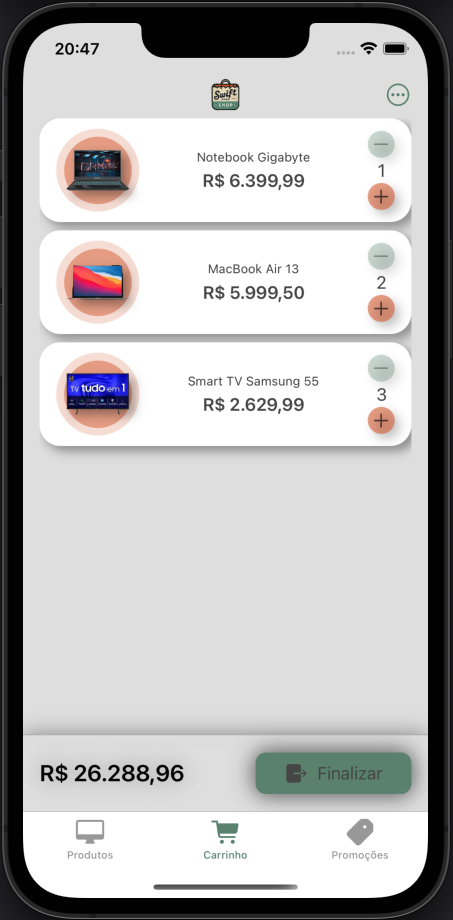 20:47
Swift
SHOP
Notebook Gigabyte
R$ 6.399,99
1
MacBook Air 13
R$ 5.999,50
2
TV tudo em 1
Smart TV Samsung 55
R$ 2.629,99
3
R$ 26.288,96
Finalizar
Produtos
Carrinho
Promoções